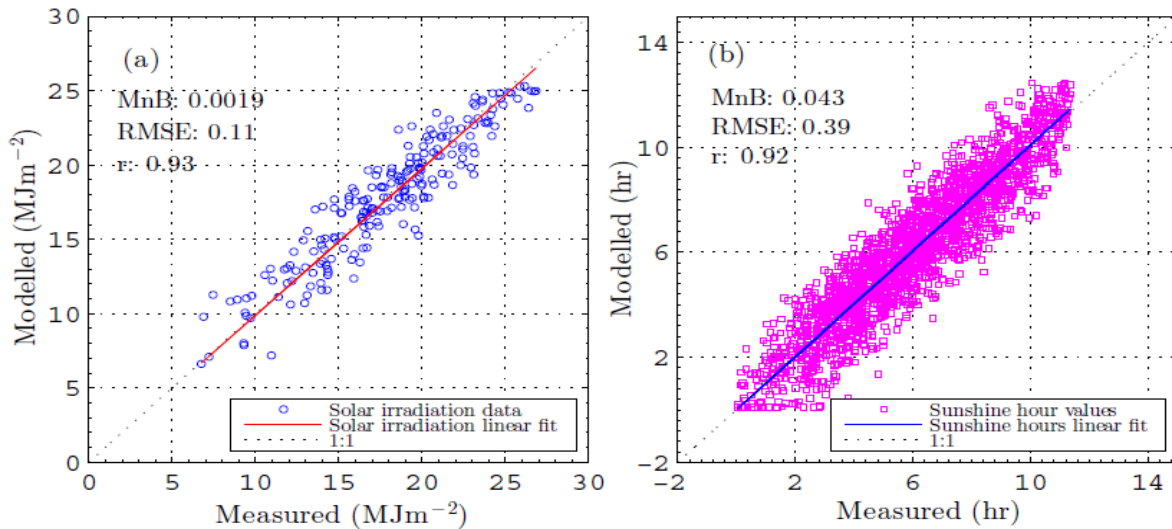 (a)
MnB: 0.0019
RMSE: 0.11
r: 0.93
30
25
20
15
10
5
0
Modelled (MJm⁻²)
Solar irradiation data
Solar irradiation linear fit
1:1
0 5 10 15 20 25 30
Measured (MJm⁻²)
(b)
MnB: 0.043
RMSE: 0.39
r: 0.92
14
10
6
2
−2
Modelled (hr)
Sunshine hour values
Sunshine hours linear fit
1:1
−2 2 6 10 14
Measured (hr)